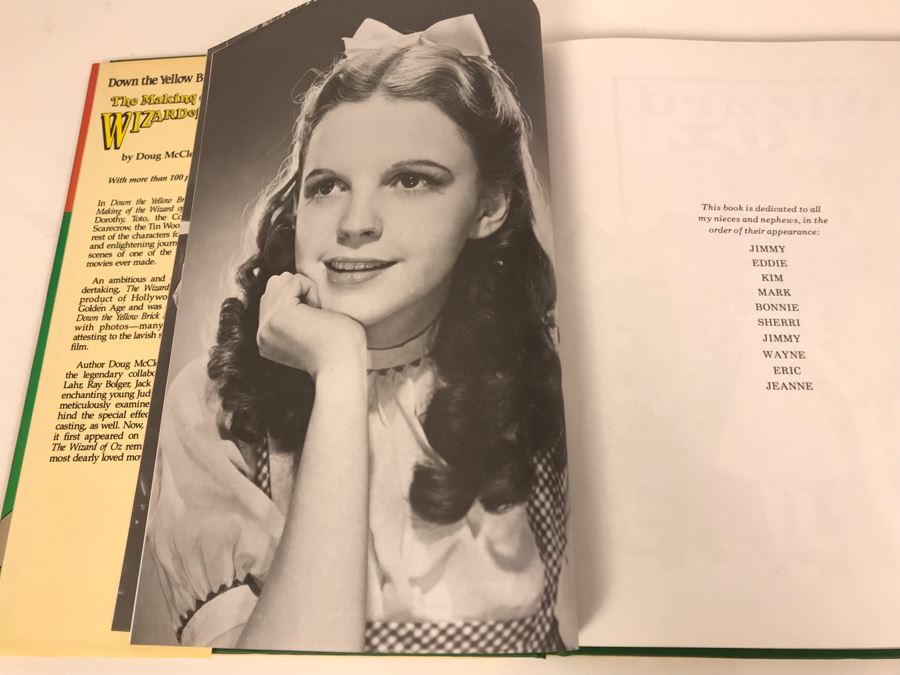 Down the Yellow B
The Making
WIZARD of
by Doug McCl
With more than 100 p
In Down the Yellow Br
Making of the Wizard of
Dorothy, Toto, the Co
Scarecrow, the Tin Woo
rest of the characters fo
and enlightening journ
scenes of one of the
movies ever made.
An ambitious and
dertaking, The Wizard
product of Hollywo
Golden Age and was
Down the Yellow Brick
with photos—many
attesting to the lavish s
film.
Author Doug McCl
the legendary collabo
Lahr, Ray Bolger, Jack
enchanting young Jud
meticulously examine
hind the special effec
casting, as well. Now,
it first appeared on
The Wizard of Oz rem
most dearly loved mo
This book is dedicated to all
my nieces and nephews, in the
order of their appearance:
JIMMY
EDDIE
KIM
MARK
BONNIE
SHERRI
JIMMY
WAYNE
ERIC
JEANNE